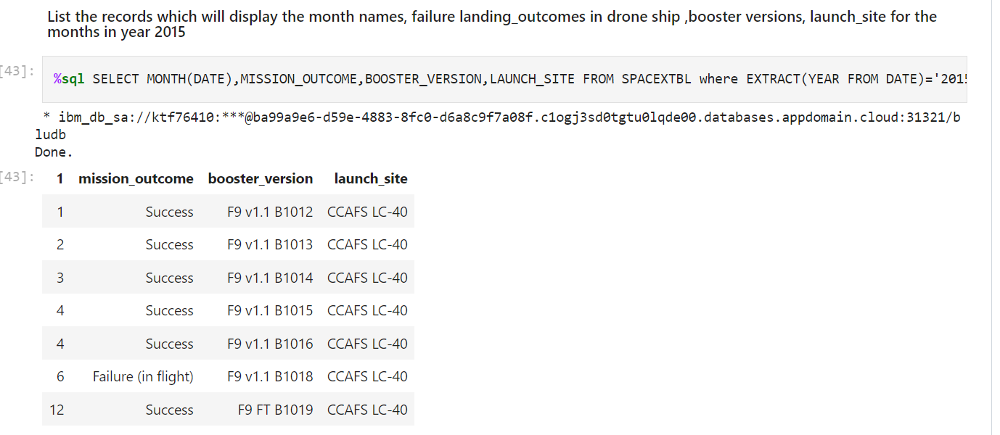 List the records which will display the month names, failure landing_outcomes in drone ship ,booster versions, launch_site for the
months in year 2015
[43]:
%sql SELECT MONTH(DATE),MISSION_OUTCOME,BOOSTER_VERSION,LAUNCH_SITE FROM SPACEXTBL where EXTRACT(YEAR FROM DATE)='2015
* ibm_db_sa://ktf76410:***@ba99a9e6-d59e-4883-8fc0-d6a8c9f7a08f.c1ogj3sd0tgtu0lqde00.databases.appdomain.cloud:31321/b
ludb
Done.
[43]:
1 mission_outcome booster_version launch_site
1 Success F9 v1.1 B1012 CCAFS LC-40
2 Success F9 v1.1 B1013 CCAFS LC-40
3 Success F9 v1.1 B1014 CCAFS LC-40
4 Success F9 v1.1 B1015 CCAFS LC-40
4 Success F9 v1.1 B1016 CCAFS LC-40
6 Failure (in flight) F9 v1.1 B1018 CCAFS LC-40
12 Success F9 FT B1019 CCAFS LC-40